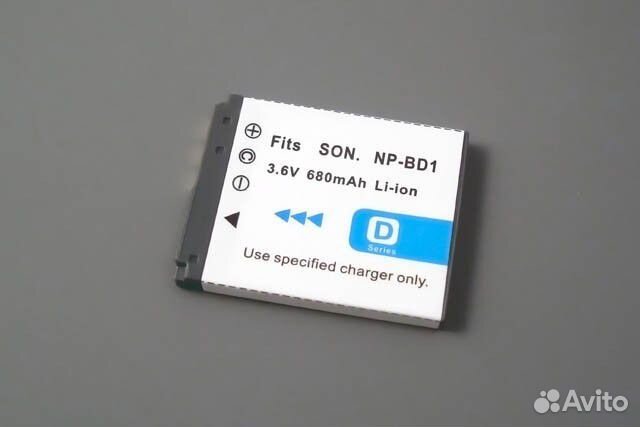 Fits SON. NP-BD1
3.6V 680mAh Li-ion
D
Series
Use specified charger only.
Avito